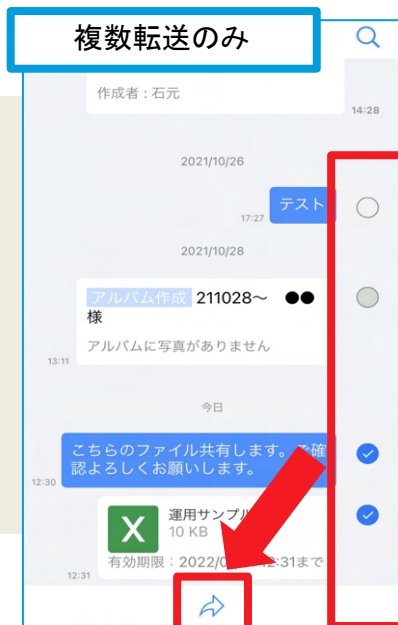 複数転送のみ
作成者：石元
14:28
2021/10/26
テスト
17:27
2021/10/28
アルバム作成 211028～ ●●
様
アルバムに写真がありません
13:11
今日
こちらのファイル共有します。ご確
認よろしくお願いします。
12:30
X
運用サンプル
10 KB
有効期限：2022/0 12:31まで
12:31